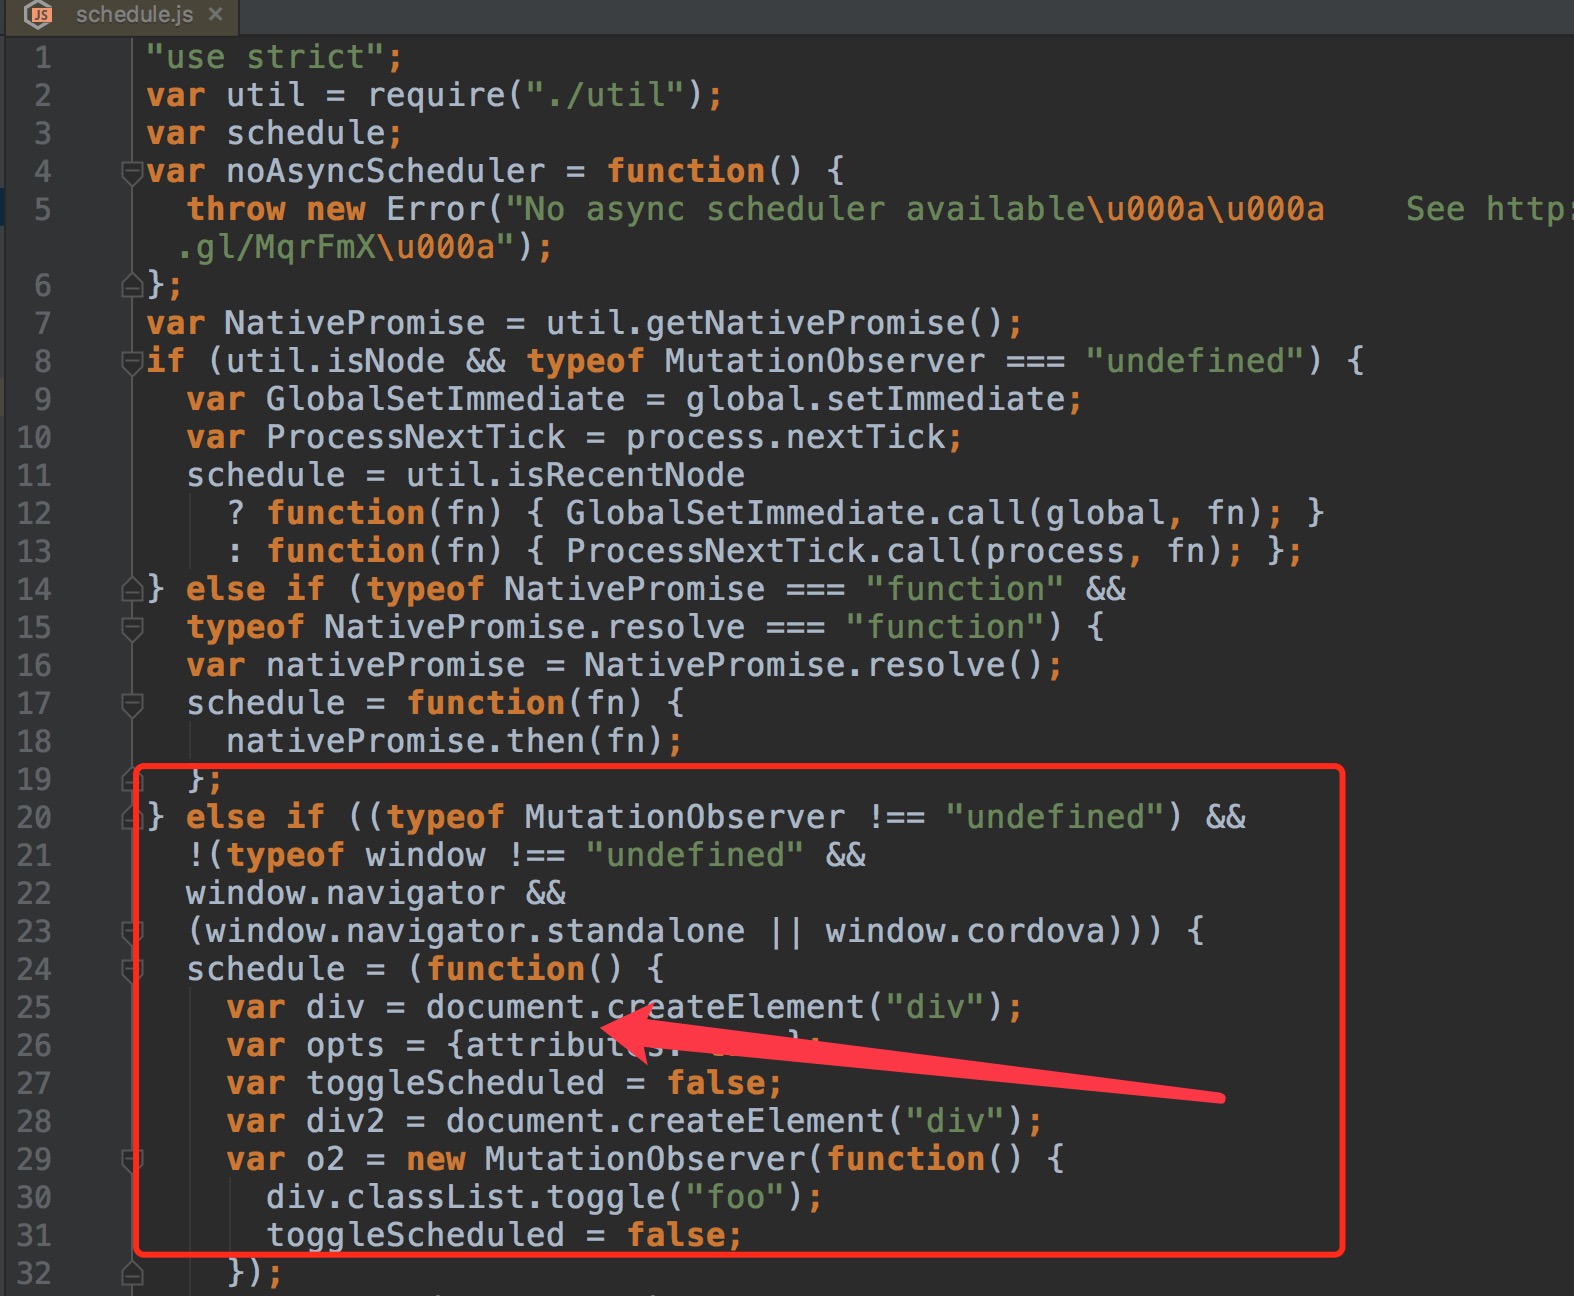 JS schedule.js ×
1 "use strict";
2 var util = require("./util");
3 var schedule;
4 var noAsyncScheduler = function() {
5 throw new Error("No async scheduler available\u000a\u000a    See http:
.gl/MqrFmX\u000a");
6 };
7 var NativePromise = util.getNativePromise();
8 if (util.isNode && typeof MutationObserver === "undefined") {
9 var GlobalSetImmediate = global.setImmediate;
10 var ProcessNextTick = process.nextTick;
11 schedule = util.isRecentNode
12 ? function(fn) { GlobalSetImmediate.call(global, fn); }
13 : function(fn) { ProcessNextTick.call(process, fn); };
14 } else if (typeof NativePromise === "function" &&
15 typeof NativePromise.resolve === "function") {
16 var nativePromise = NativePromise.resolve();
17 schedule = function(fn) {
18 nativePromise.then(fn);
19 };
20 } else if ((typeof MutationObserver !== "undefined") &&
21 !(typeof window !== "undefined" &&
22 window.navigator &&
23 (window.navigator.standalone || window.cordova))) {
24 schedule = (function() {
25 var div = document.createElement("div");
26 var opts = {attributes: };
27 var toggleScheduled = false;
28 var div2 = document.createElement("div");
29 var o2 = new MutationObserver(function() {
30 div.classList.toggle("foo");
31 toggleScheduled = false;
32 });